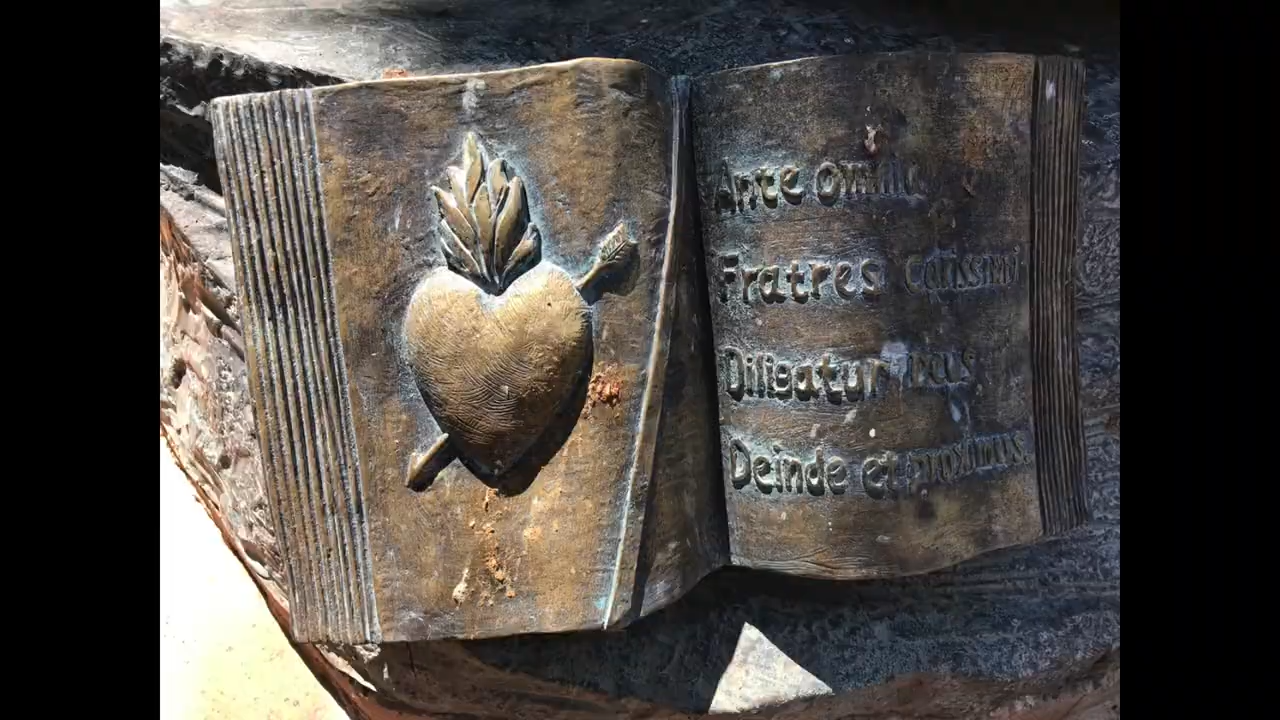 Ante omnia
Fratres Carissimi
Diligatur Deus
Deinde et proximus.